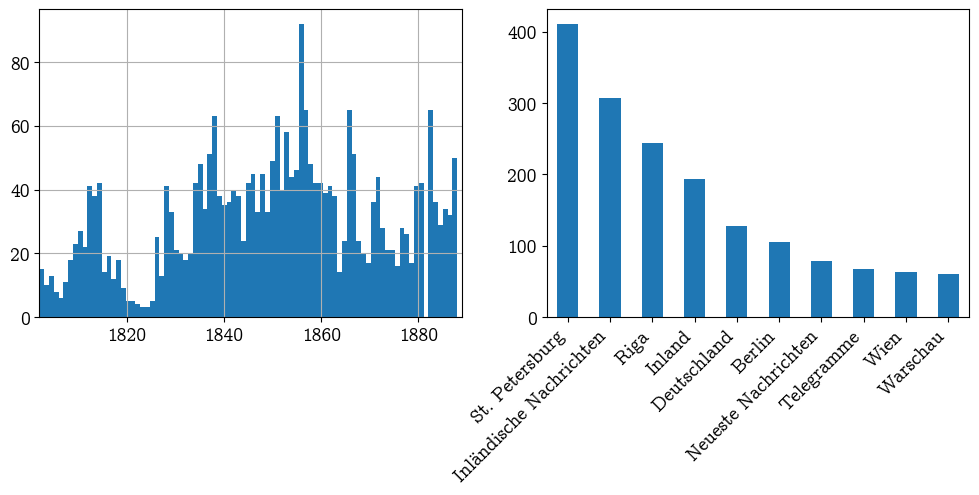 80
60
40
20
0
1820 1840 1860 1880
400
300
200
100
0
St. Petersburg
Inländische Nachrichten
Riga
Inland
Deutschland
Berlin
Neueste Nachrichten
Telegramme
Wien
Warschau